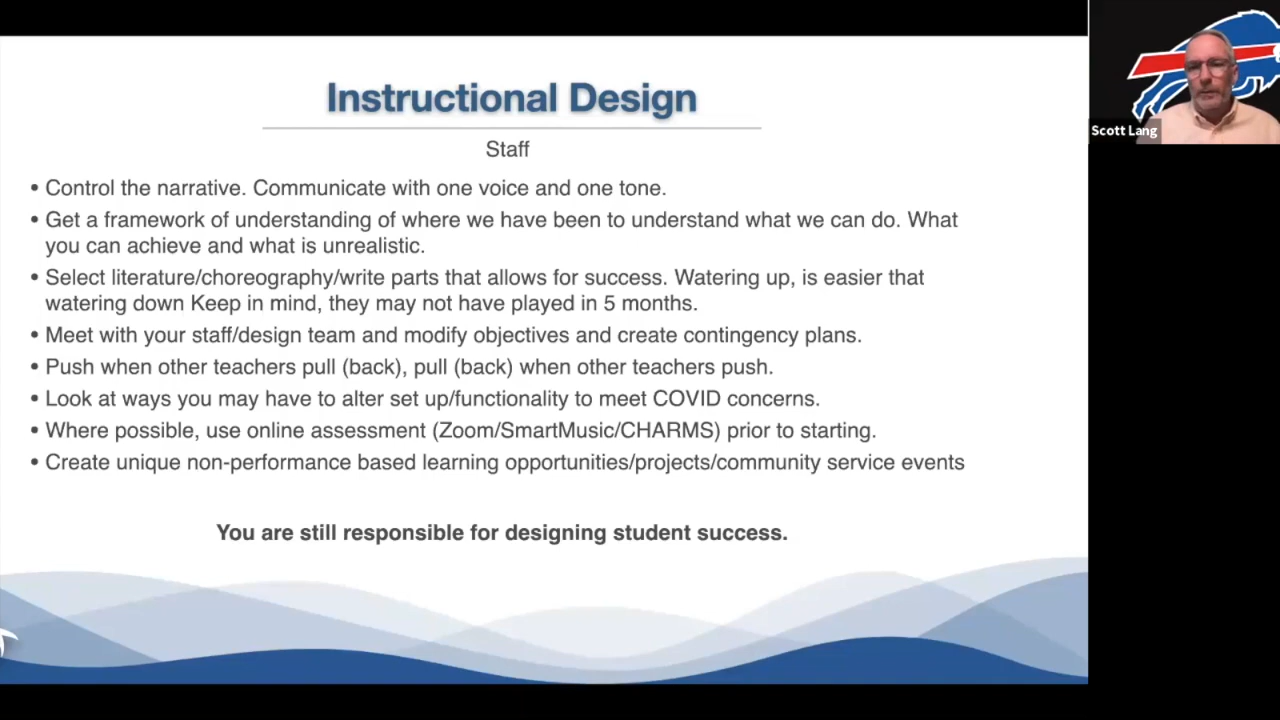 Instructional Design
Staff
• Control the narrative. Communicate with one voice and one tone.
• Get a framework of understanding of where we have been to understand what we can do. What
you can achieve and what is unrealistic.
• Select literature/choreography/write parts that allows for success. Watering up, is easier that
watering down Keep in mind, they may not have played in 5 months.
• Meet with your staff/design team and modify objectives and create contingency plans.
• Push when other teachers pull (back), pull (back) when other teachers push.
• Look at ways you may have to alter set up/functionality to meet COVID concerns.
• Where possible, use online assessment (Zoom/SmartMusic/CHARMS) prior to starting.
• Create unique non-performance based learning opportunities/projects/community service events
You are still responsible for designing student success.
Scott Lang